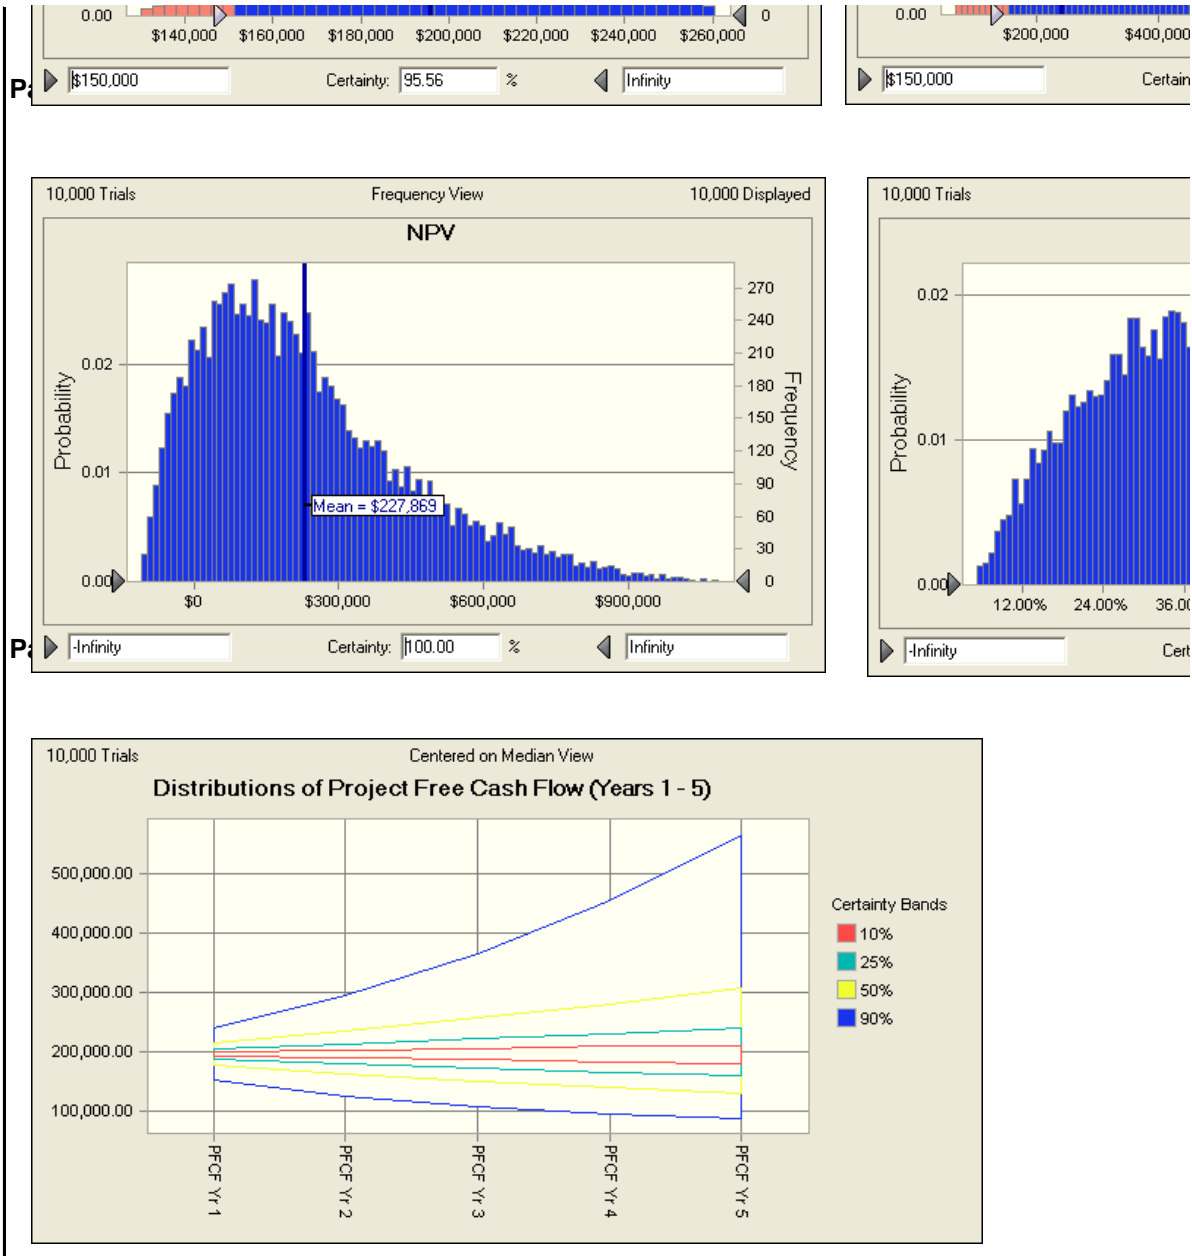 0.00
0
$140,000 $160,000 $180,000 $200,000 $220,000 $240,000 $260,000
$150,000 Certainty: 95.56 % Infinity
0.00
$200,000 $400,000
$150,000 Certain
Pa
10,000 Trials Frequency View 10,000 Displayed
NPV
Probability
0.02
0.01
0.00
270
240
210
180
150
120
90
60
30
0
Frequency
Mean = $227,869
$0 $300,000 $600,000 $900,000
-Infinity Certainty: 100.00 % Infinity
10,000 Trials
Probability
0.02
0.01
0.00
12.00% 24.00% 36.00
-Infinity Cert
Pa
10,000 Trials Centered on Median View
Distributions of Project Free Cash Flow (Years 1 - 5)
500,000.00
400,000.00
300,000.00
200,000.00
100,000.00
PFCF Yr 1
PFCF Yr 2
PFCF Yr 3
PFCF Yr 4
PFCF Yr 5
Certainty Bands
10%
25%
50%
90%